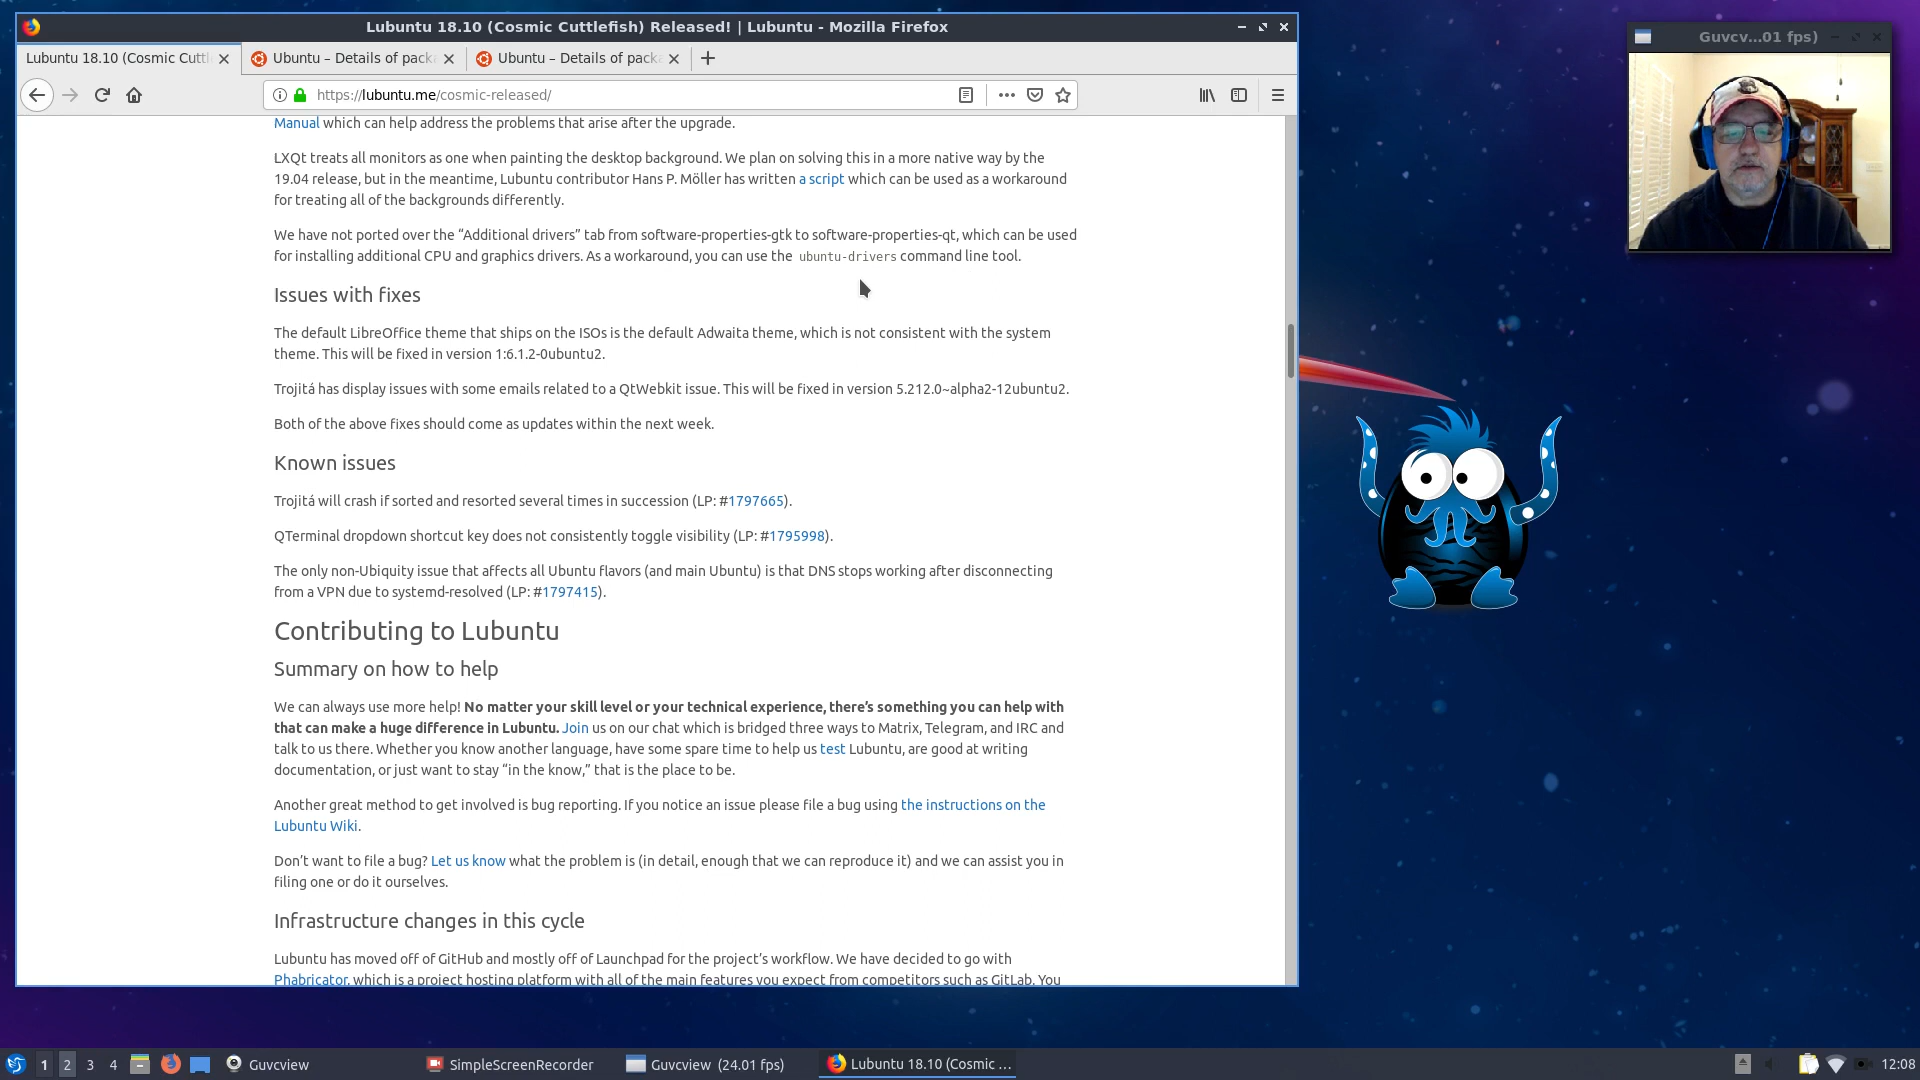 Lubuntu 18.10 (Cosmic Cuttlefish) Released! | Lubuntu - Mozilla Firefox
Guvcv...01 fps)
Lubuntu 18.10 (Cosmic Cuttl
Ubuntu – Details of pack
Ubuntu – Details of packa
https://lubuntu.me/cosmic-released/
Manual which can help address the problems that arise after the upgrade.
LXQt treats all monitors as one when painting the desktop background. We plan on solving this in a more native way by the
19.04 release, but in the meantime, Lubuntu contributor Hans P. Möller has written a script which can be used as a workaround
for treating all of the backgrounds differently.
We have not ported over the “Additional drivers” tab from software-properties-gtk to software-properties-qt, which can be used
for installing additional CPU and graphics drivers. As a workaround, you can use the ubuntu-drivers command line tool.
Issues with fixes
The default LibreOffice theme that ships on the ISOs is the default Adwaita theme, which is not consistent with the system
theme. This will be fixed in version 1:6.1.2-0ubuntu2.
Trojitá has display issues with some emails related to a QtWebkit issue. This will be fixed in version 5.212.0~alpha2-12ubuntu2.
Both of the above fixes should come as updates within the next week.
Known issues
Trojitá will crash if sorted and resorted several times in succession (LP: #1797665).
QTerminal dropdown shortcut key does not consistently toggle visibility (LP: #1795998).
The only non-Ubiquity issue that affects all Ubuntu flavors (and main Ubuntu) is that DNS stops working after disconnecting
from a VPN due to systemd-resolved (LP: #1797415).
Contributing to Lubuntu
Summary on how to help
We can always use more help! No matter your skill level or your technical experience, there’s something you can help with
that can make a huge difference in Lubuntu. Join us on our chat which is bridged three ways to Matrix, Telegram, and IRC and
talk to us there. Whether you know another language, have some spare time to help us test Lubuntu, are good at writing
documentation, or just want to stay “in the know,” that is the place to be.
Another great method to get involved is bug reporting. If you notice an issue please file a bug using the instructions on the
Lubuntu Wiki.
Don’t want to file a bug? Let us know what the problem is (in detail, enough that we can reproduce it) and we can assist you in
filing one or do it ourselves.
Infrastructure changes in this cycle
Lubuntu has moved off of GitHub and mostly off of Launchpad for the project’s workflow. We have decided to go with
Phabricator, which is a project hosting platform with all of the main features you expect from competitors such as GitLab. You
1 2 3 4 Guvcview SimpleScreenRecorder Guvcview (24.01 fps) Lubuntu 18.10 (Cosmic ... 12:08